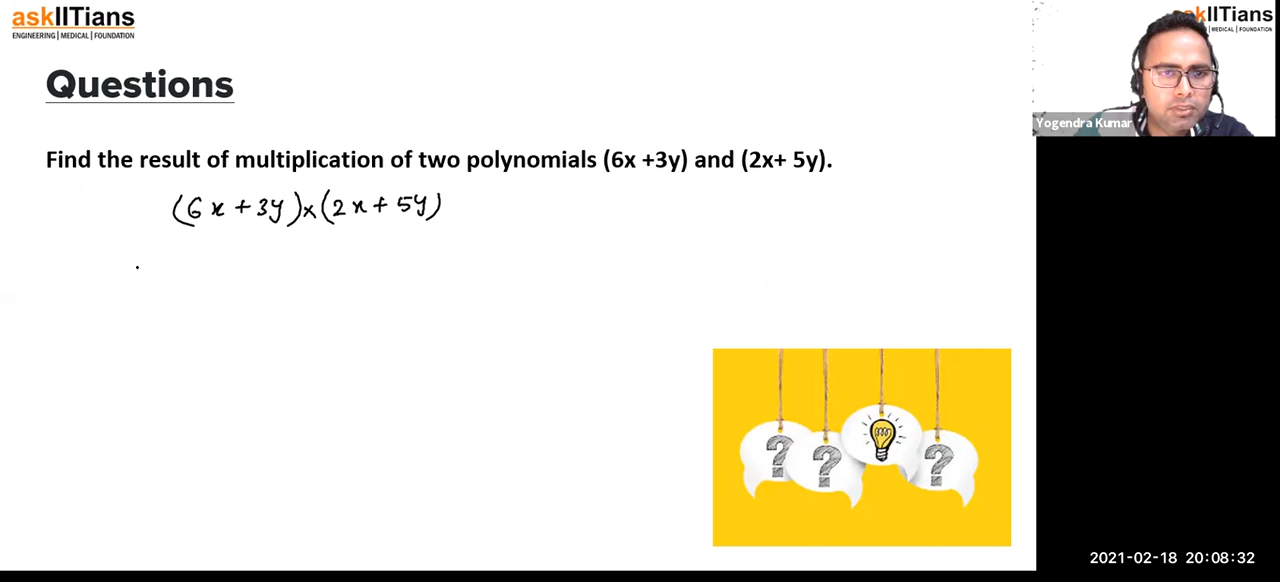 askIITians
ENGINEERING | MEDICAL | FOUNDATION
kIITians
| MEDICAL | FOUNDATION
Questions
Yogendra Kumar
Find the result of multiplication of two polynomials (6x +3y) and (2x+ 5y).
(6x+3y)×(2x+5y)
?
?
?
2021-02-18 20:08:32